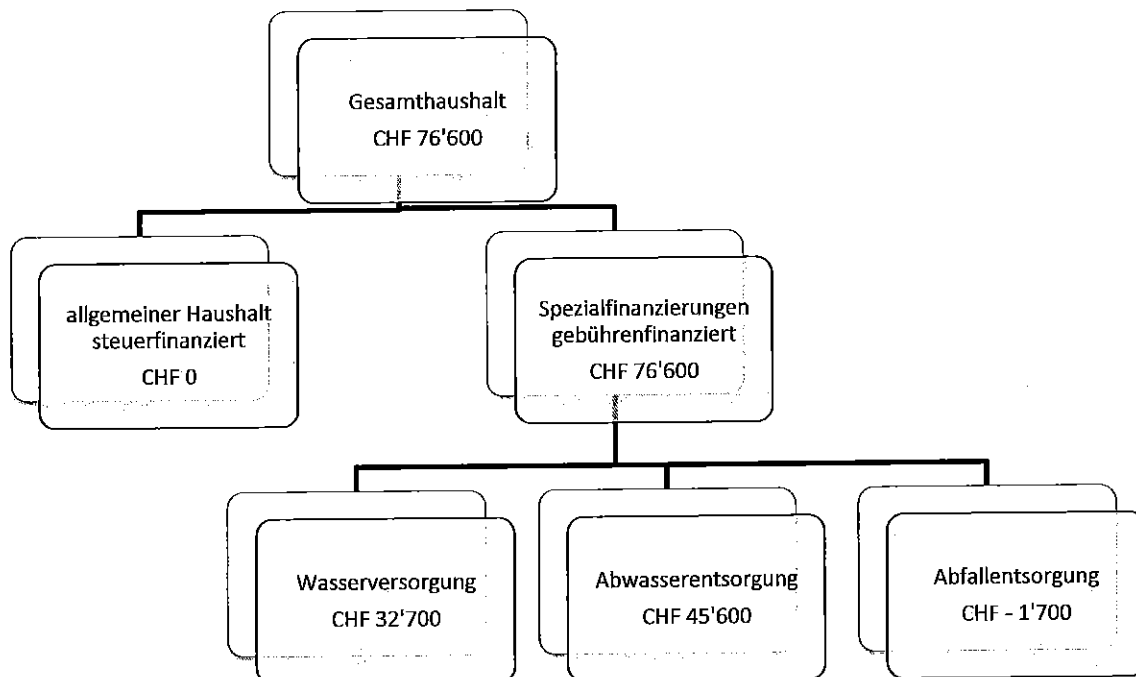 Gesamthaushalt
CHF 76'600
allgemeiner Haushalt
steuerfinanziert
CHF 0
Spezialfinanzierungen
gebührenfinanziert
CHF 76'600
Wasserversorgung
CHF 32'700
Abwasserentsorgung
CHF 45'600
Abfallentsorgung
CHF - 1'700